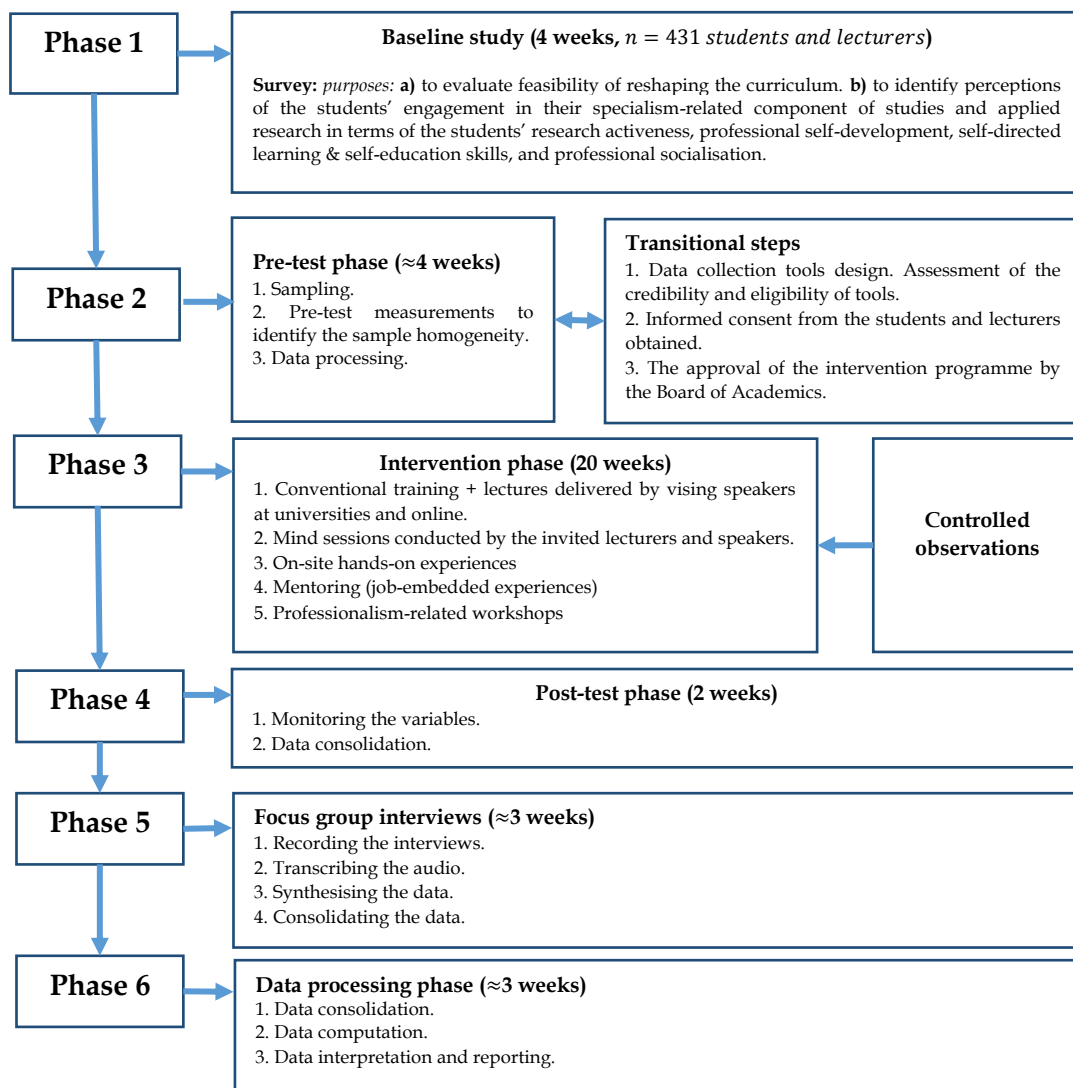 Phase 1
Baseline study (4 weeks, n = 431 students and lecturers)
Survey: purposes: a) to evaluate feasibility of reshaping the curriculum. b) to identify perceptions
of the students’ engagement in their specialism-related component of studies and applied
research in terms of the students’ research activeness, professional self-development, self-directed
learning & self-education skills, and professional socialisation.
Phase 2
Pre-test phase (≈4 weeks)
1. Sampling.
2. Pre-test measurements to
identify the sample homogeneity.
3. Data processing.
Transitional steps
1. Data collection tools design. Assessment of the
credibility and eligibility of tools.
2. Informed consent from the students and lecturers
obtained.
3. The approval of the intervention programme by
the Board of Academics.
Phase 3
Intervention phase (20 weeks)
1. Conventional training + lectures delivered by vising speakers
at universities and online.
2. Mind sessions conducted by the invited lecturers and speakers.
3. On-site hands-on experiences
4. Mentoring (job-embedded experiences)
5. Professionalism-related workshops
Controlled
observations
Phase 4
Post-test phase (2 weeks)
1. Monitoring the variables.
2. Data consolidation.
Phase 5
Focus group interviews (≈3 weeks)
1. Recording the interviews.
2. Transcribing the audio.
3. Synthesising the data.
4. Consolidating the data.
Phase 6
Data processing phase (≈3 weeks)
1. Data consolidation.
2. Data computation.
3. Data interpretation and reporting.